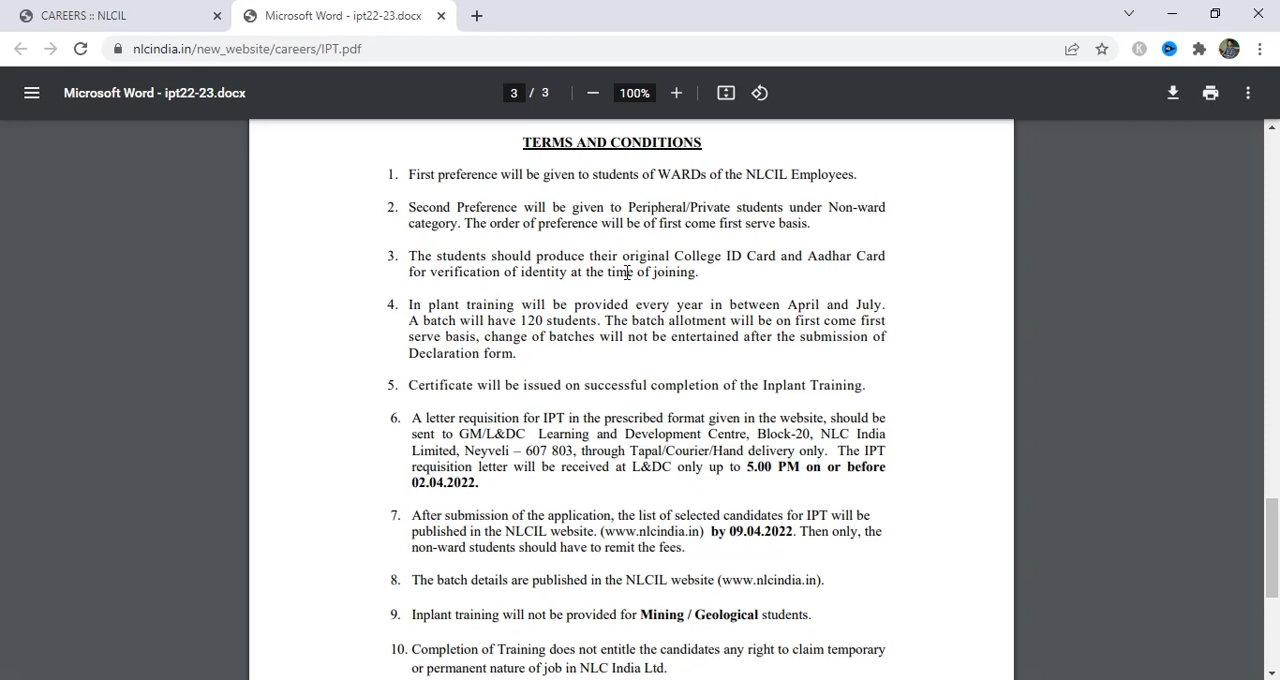 CAREERS :: NLCIL
Microsoft Word - ipt22-23.docx
nlcindia.in/new_website/careers/IPT.pdf
K
Microsoft Word - ipt22-23.docx
3 / 3
100%
TERMS AND CONDITIONS
1. First preference will be given to students of WARDs of the NLCIL Employees.
2. Second Preference will be given to Peripheral/Private students under Non-ward
category. The order of preference will be of first come first serve basis.
3. The students should produce their original College ID Card and Aadhar Card
for verification of identity at the time of joining.
4. In plant training will be provided every year in between April and July.
A batch will have 120 students. The batch allotment will be on first come first
serve basis, change of batches will not be entertained after the submission of
Declaration form.
5. Certificate will be issued on successful completion of the Inplant Training.
6. A letter requisition for IPT in the prescribed format given in the website, should be
sent to GM/L&DC Learning and Development Centre, Block-20, NLC India
Limited, Neyveli – 607 803, through Tapal/Courier/Hand delivery only. The IPT
requisition letter will be received at L&DC only up to 5.00 PM on or before
02.04.2022.
7. After submission of the application, the list of selected candidates for IPT will be
published in the NLCIL website. (www.nlcindia.in) by 09.04.2022. Then only, the
non-ward students should have to remit the fees.
8. The batch details are published in the NLCIL website (www.nlcindia.in).
9. Inplant training will not be provided for Mining / Geological students.
10. Completion of Training does not entitle the candidates any right to claim temporary
or permanent nature of job in NLC India Ltd.